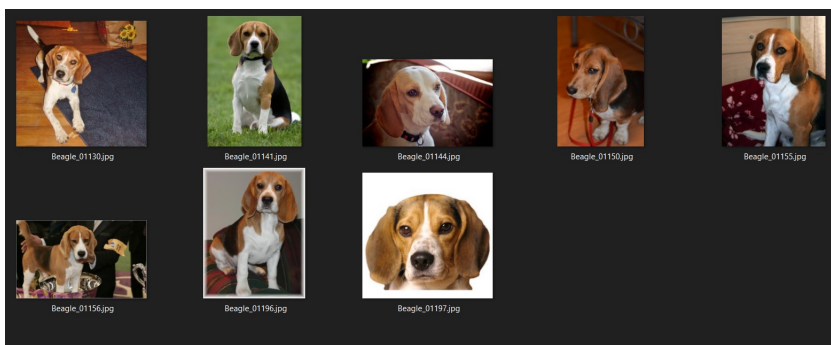 Beagle_01130.jpg
Beagle_01141.jpg
Beagle_01144.jpg
Beagle_01150.jpg
Beagle_01155.jpg
Beagle_01156.jpg
Beagle_01196.jpg
Beagle_01197.jpg